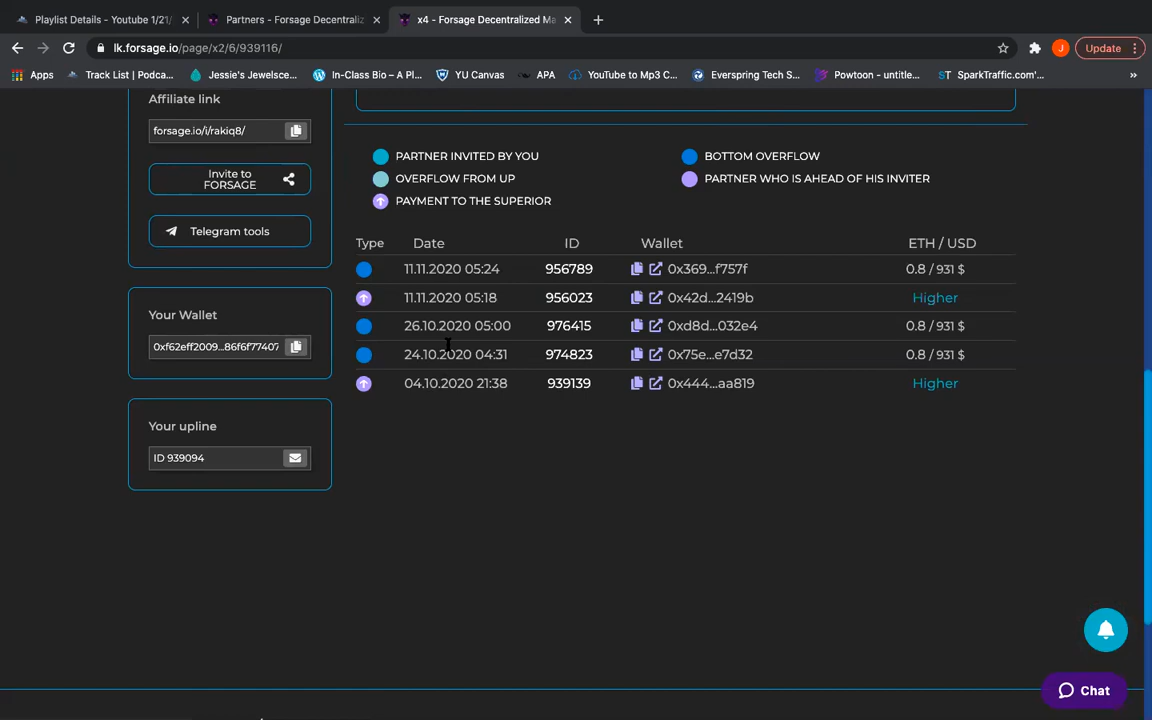 Playlist Details - Youtube 1/21/
Partners - Forsage Decentraliz
x4 - Forsage Decentralized Ma
lk.forsage.io/page/x2/6/939116/
J
Update
Apps
Track List | Podca...
Jessie's Jewelsce...
In-Class Bio – A Pl...
YU Canvas
APA
YouTube to Mp3 C...
Everspring Tech S...
Powtoon - untitle...
ST SparkTraffic.com'...
»
Affiliate link
forsage.io/i/rakiq8/
Invite to
FORSAGE
Telegram tools
Your Wallet
0xf62eff2009...86f6f77407
Your upline
ID 939094
PARTNER INVITED BY YOU
BOTTOM OVERFLOW
OVERFLOW FROM UP
PARTNER WHO IS AHEAD OF HIS INVITER
PAYMENT TO THE SUPERIOR
Type Date ID Wallet ETH / USD
11.11.2020 05:24 956789 0x369...f757f 0.8 / 931 $
11.11.2020 05:18 956023 0x42d...2419b Higher
26.10.2020 05:00 976415 0xd8d...032e4 0.8 / 931 $
24.10.2020 04:31 974823 0x75e...e7d32 0.8 / 931 $
04.10.2020 21:38 939139 0x444...aa819 Higher
Chat